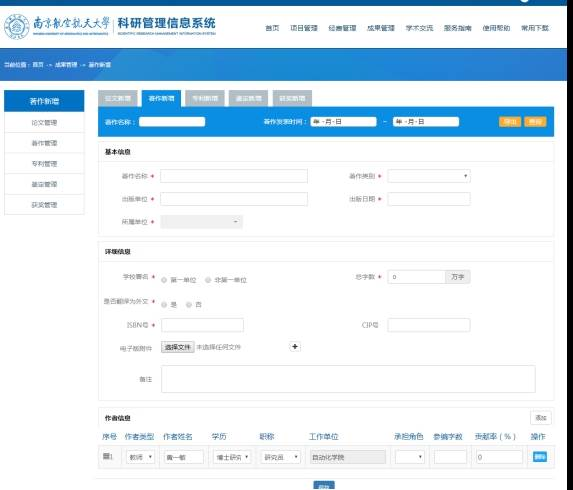 南京航空航天大学 科研管理信息系统
首页 项目管理 经费管理 成果管理 学术交流 服务指南 使用帮助 常用下载
当前位置：首页 -> 成果管理 -> 著作新增
著作新增
论文管理
著作管理
专利管理
鉴定管理
获奖管理
论文新增 著作新增 专利新增 鉴定新增 获奖新增
著作名称： 著作发表时间： 年 -月-日 ~ 年 -月-日 导出 查询
基本信息
著作名称 * 著作类别 *
出版单位 * 出版日期 *
所属单位 *
详细信息
学校署名 * 第一单位 非第一单位 总字数 * 0 万字
是否翻译为外文 * 是 否
ISBN号 * CIP号
电子版附件 选择文件 未选择任何文件 +
备注
作者信息 添加
序号 作者类型 作者姓名 学历 职称 工作单位 承担角色 参编字数 贡献率（%） 操作
1 教师 黄一敏 博士研究 研究员 自动化学院 0 删除